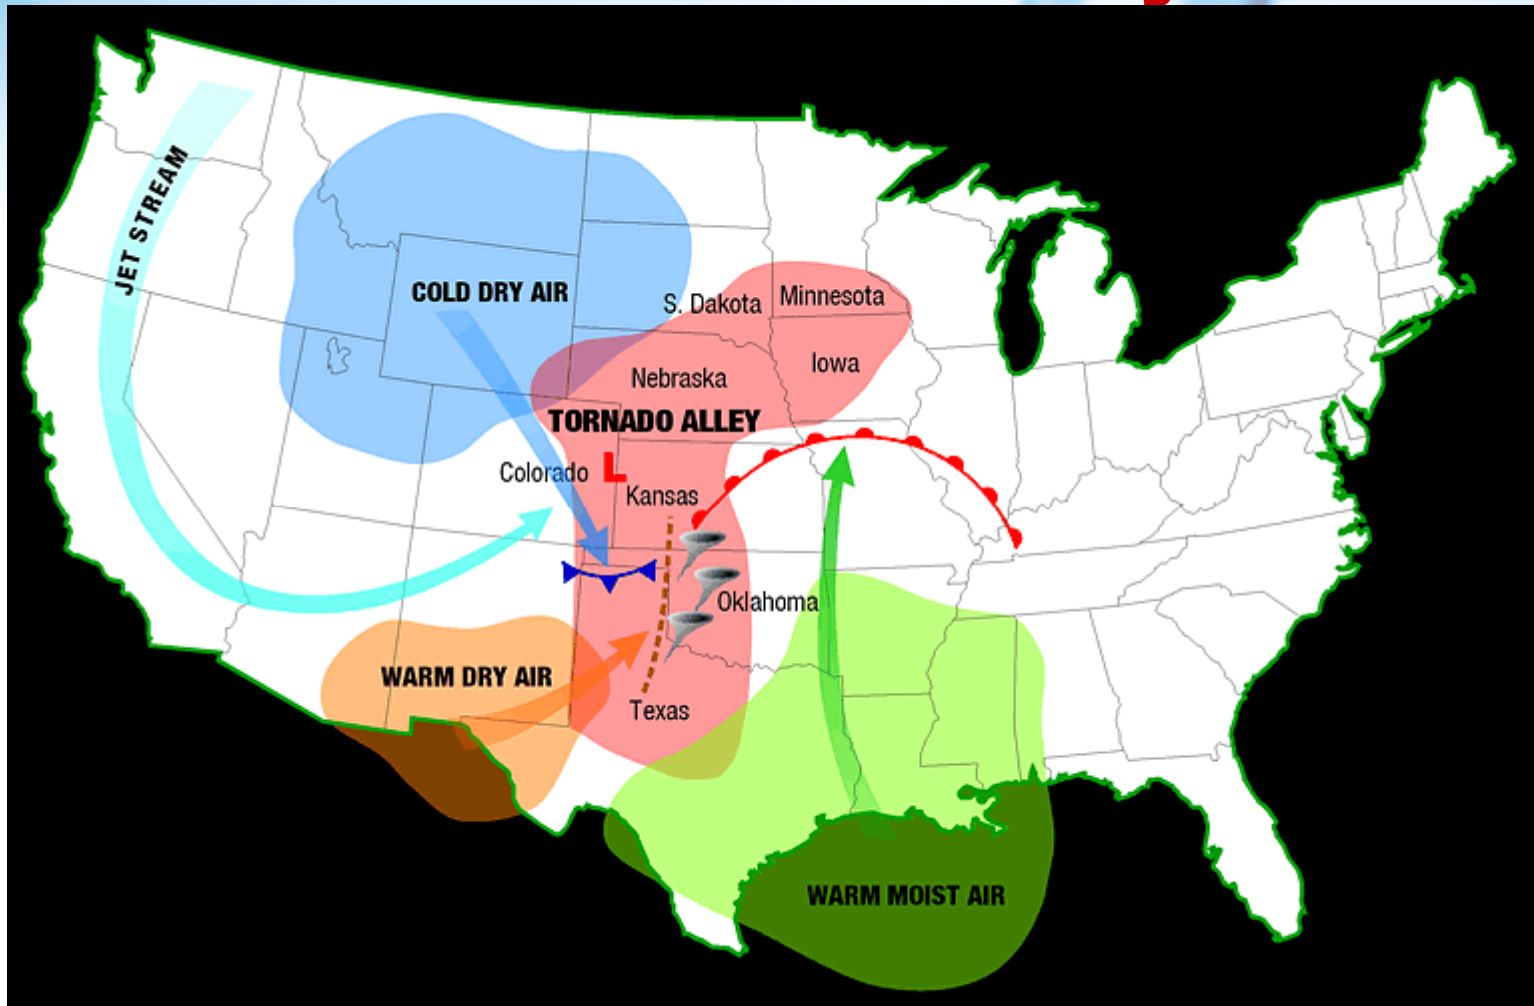 JET STREAM
COLD DRY AIR
S. Dakota
Minnesota
Iowa
Nebraska
TORNADO ALLEY
Colorado
L
Kansas
Oklahoma
WARM DRY AIR
Texas
WARM MOIST AIR